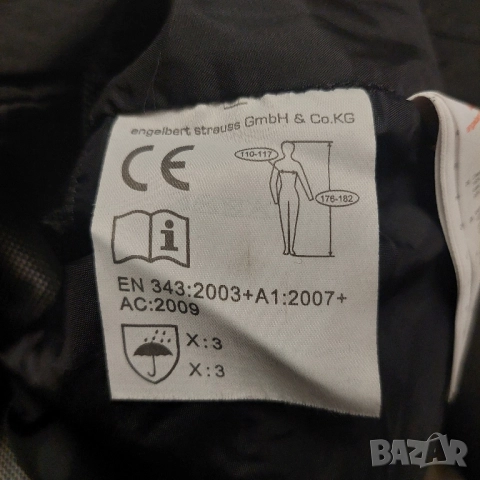 engelbert strauss GmbH & Co.KG
CE
110-117
176-182
i
EN 343:2003+A1:2007+
AC:2009
X:3
X:3
BAZAR